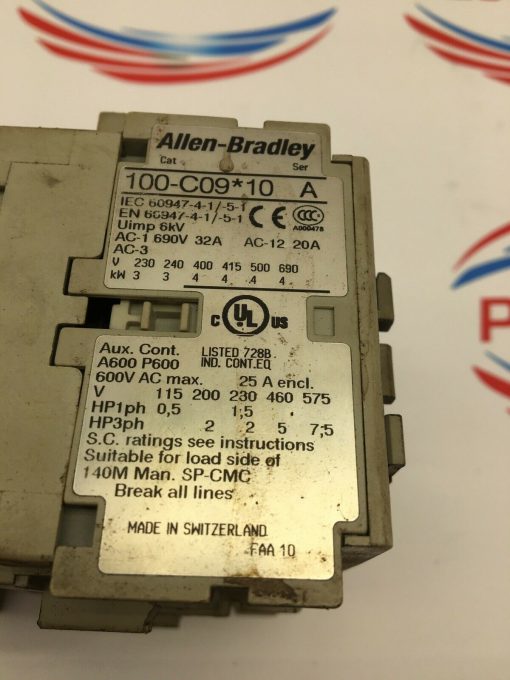 Allen-Bradley
Cat Ser
100-C09*10 A
IEC 60947-4-1/-5-1
EN 60947-4-1/-5-1
Uimp 6kV
CCC
A000478
AC-1 690V 32A AC-12 20A
AC-3
V 230 240 400 415 500 690
kW 3 3 4 4 4 4
C UL US
Aux. Cont. LISTED 728B
A600 P600 IND. CONT.EQ
600V AC max. 25 A encl.
V 115 200 230 460 575
HP1ph 0,5 1,5
HP3ph 2 2 5 7,5
S.C. ratings see instructions
Suitable for load side of
140M Man. SP-CMC
Break all lines
MADE IN SWITZERLAND
FAA 10